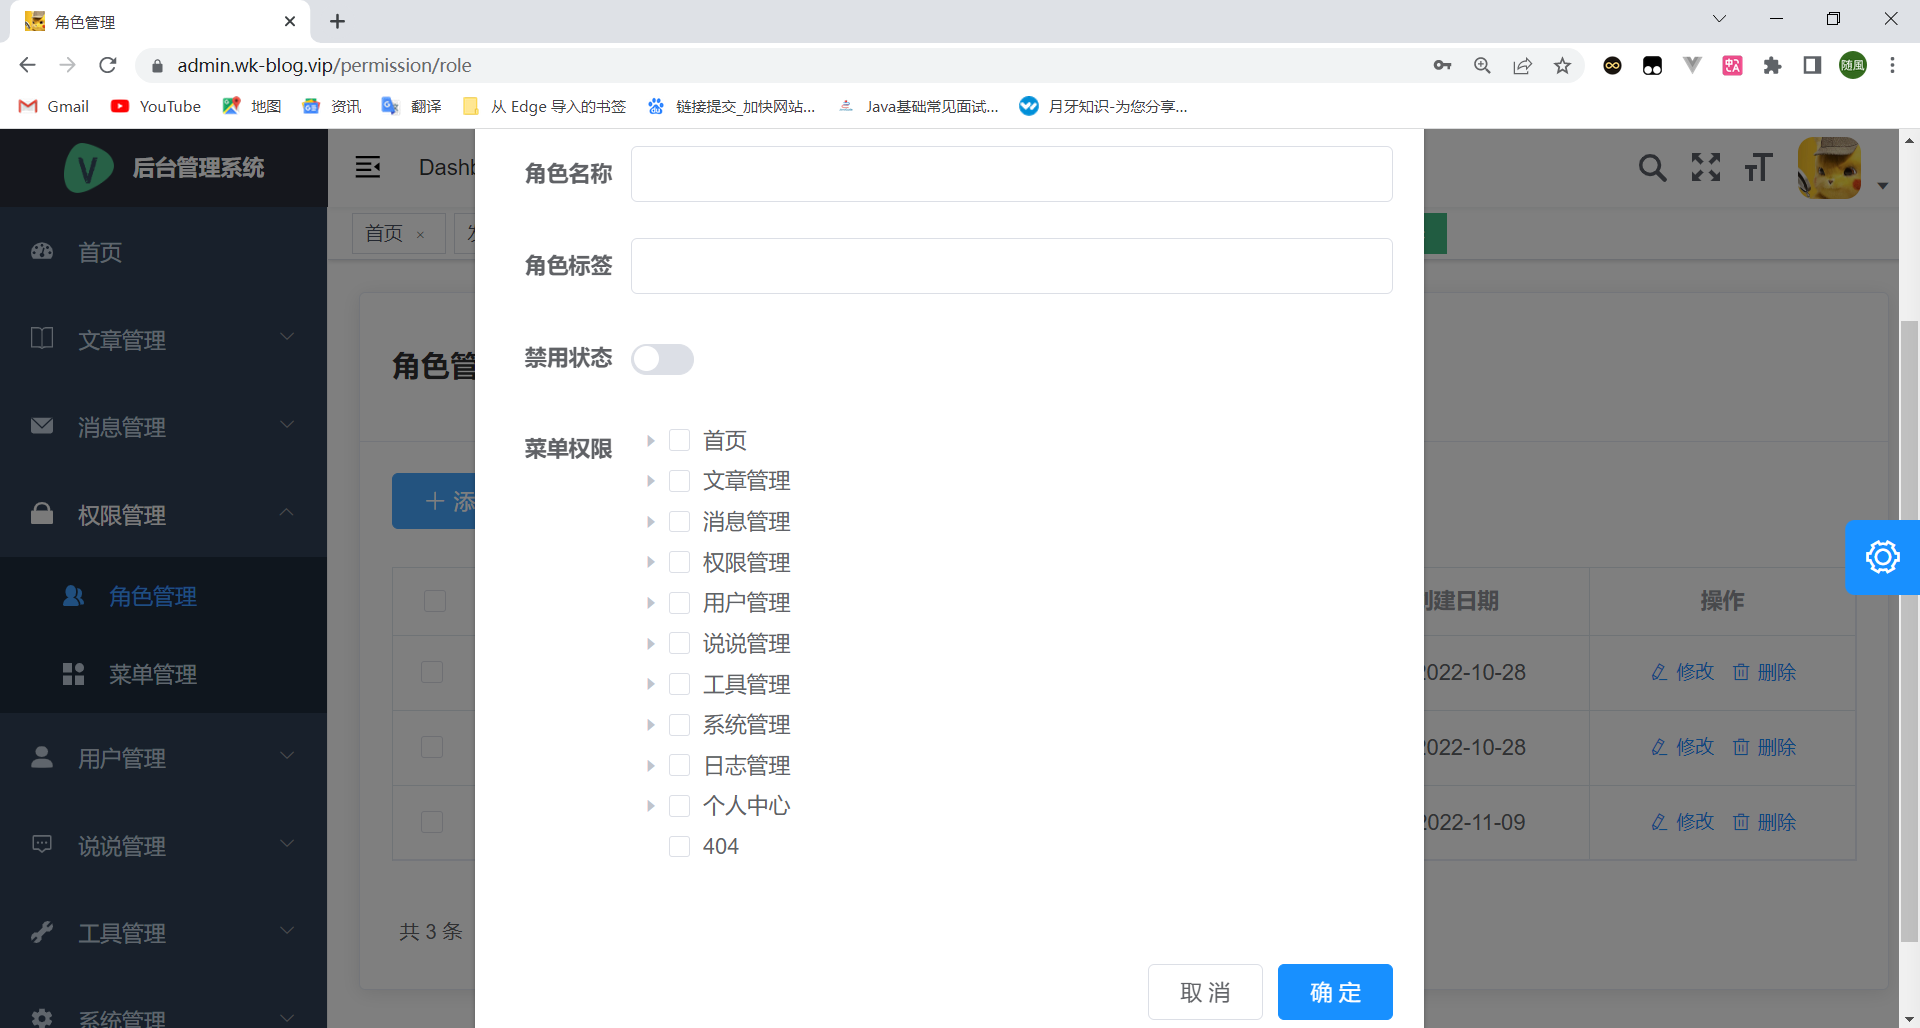 角色管理
admin.wk-blog.vip/permission/role
随風
Gmail
YouTube
地图
资讯
翻译
从 Edge 导入的书签
链接提交_加快网站...
Java基础常见面试...
月牙知识-为您分享...
后台管理系统
首页
文章管理
消息管理
权限管理
角色管理
菜单管理
用户管理
说说管理
工具管理
系统管理
Dashb
首页 ×
角色管
添
共 3 条
角色名称
角色标签
禁用状态
菜单权限
首页
文章管理
消息管理
权限管理
用户管理
说说管理
工具管理
系统管理
日志管理
个人中心
404
取 消 确 定
建日期 操作
2022-10-28 修改 删除
2022-10-28 修改 删除
2022-11-09 修改 删除